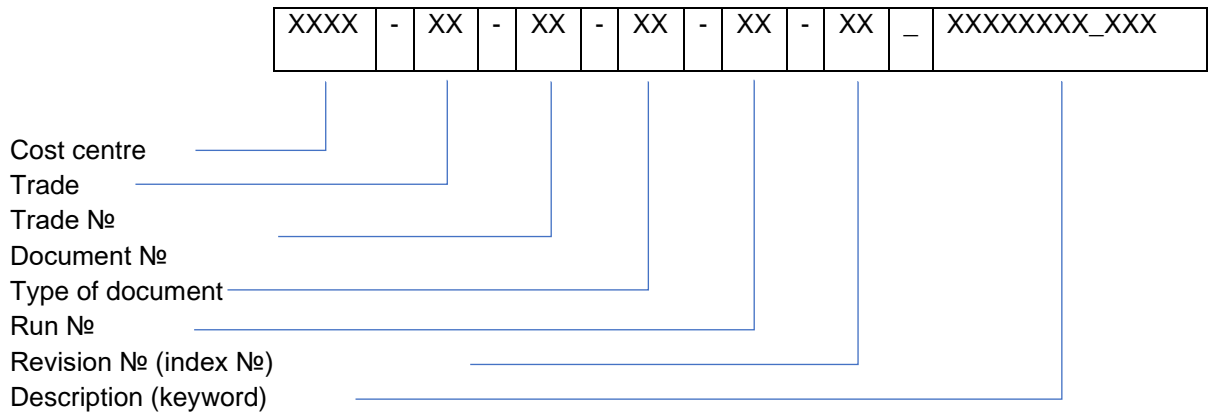 XXXX - XX - XX - XX - XX - XX _ XXXXXXXX_XXX
Cost centre
Trade
Trade №
Document №
Type of document
Run №
Revision № (index №)
Description (keyword)